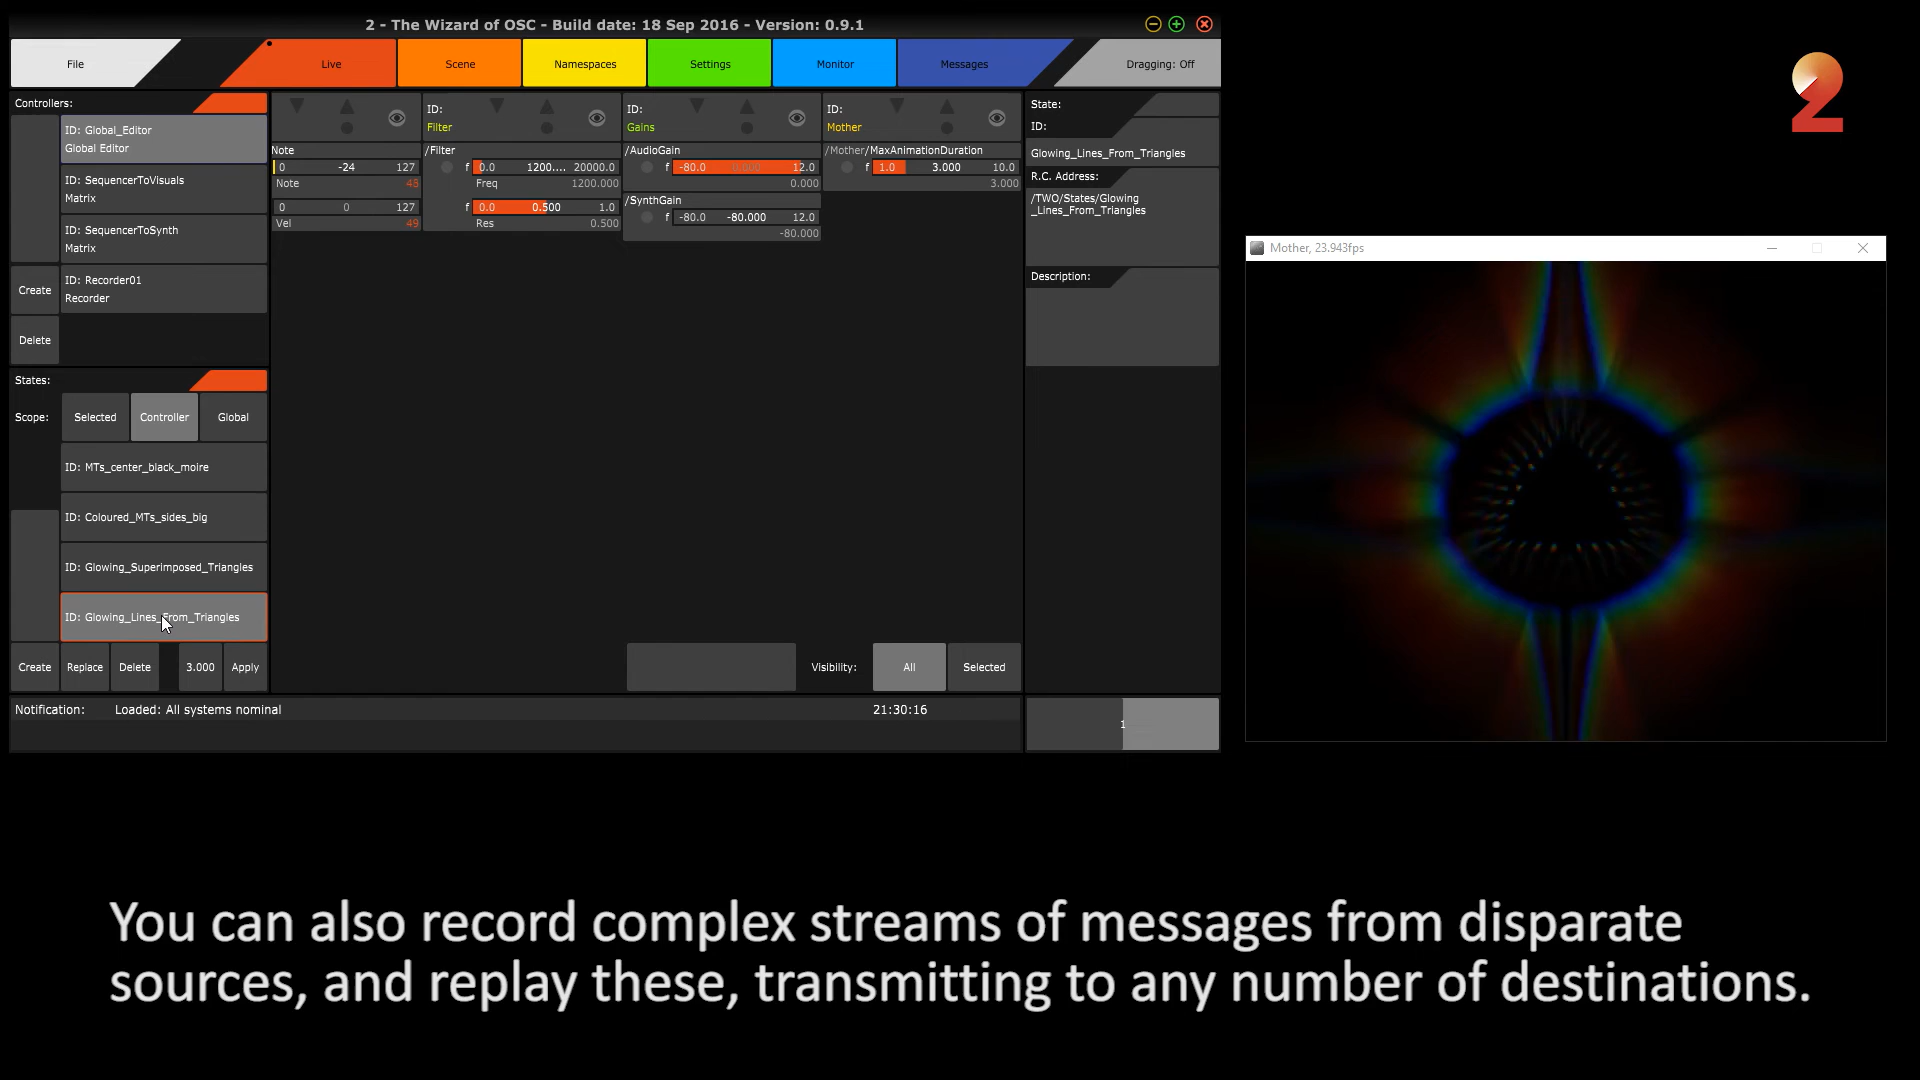 2 - The Wizard of OSC - Build date: 18 Sep 2016 - Version: 0.9.1
File
Live
Scene
Namespaces
Settings
Monitor
Messages
Dragging: Off
Controllers:
ID: Global_Editor
Global Editor
ID: SequencerToVisuals
Matrix
ID: SequencerToSynth
Matrix
ID: Recorder01
Recorder
Create
Delete
States:
Scope:
Selected
Controller
Global
ID: MTs_center_black_moire
ID: Coloured_MTs_sides_big
ID: Glowing_Superimposed_Triangles
ID: Glowing_Lines_From_Triangles
Create
Replace
Delete
3.000
Apply
Note
0 -24 127
Note 48
0 0 127
Vel 49
ID:
Filter
/Filter
f 0.0 1200.... 20000.0
Freq 1200.000
f 0.0 0.500 1.0
Res 0.500
ID:
Gains
/AudioGain
f -80.0 0.000 12.0
0.000
/SynthGain
f -80.0 -80.000 12.0
-80.000
ID:
Mother
/Mother/MaxAnimationDuration
f 1.0 3.000 10.0
3.000
Visibility:
All
Selected
State:
ID:
Glowing_Lines_From_Triangles
R.C. Address:
/TWO/States/Glowing
_Lines_From_Triangles
Description:
Notification: Loaded: All systems nominal 21:30:16
1
2
Mother, 23.943fps
You can also record complex streams of messages from disparate
sources, and replay these, transmitting to any number of destinations.